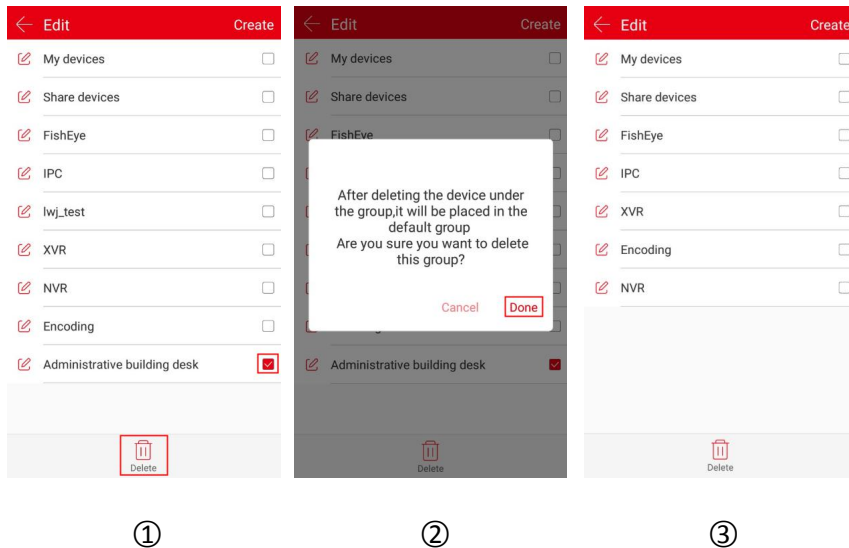 Edit Create
My devices
Share devices
FishEye
IPC
lwj_test
XVR
NVR
Encoding
Administrative building desk
Delete
①
Edit Create
My devices
Share devices
FishEye
After deleting the device under
the group,it will be placed in the
default group
Are you sure you want to delete
this group?
Cancel Done
Administrative building desk
Delete
②
Edit Create
My devices
Share devices
FishEye
IPC
XVR
Encoding
NVR
Delete
③